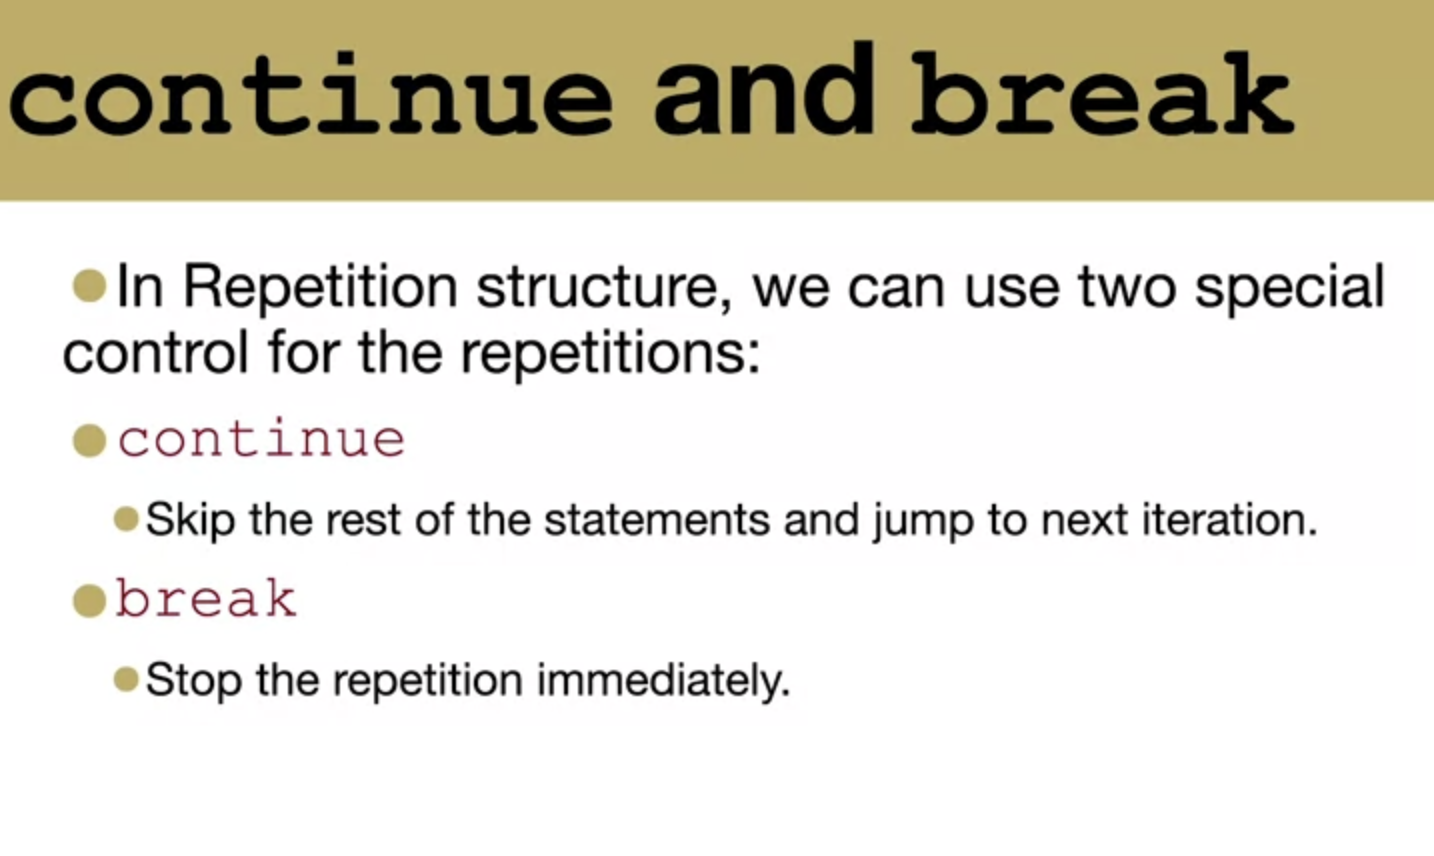 continue and break
In Repetition structure, we can use two special
control for the repetitions:
continue
Skip the rest of the statements and jump to next iteration.
break
Stop the repetition immediately.